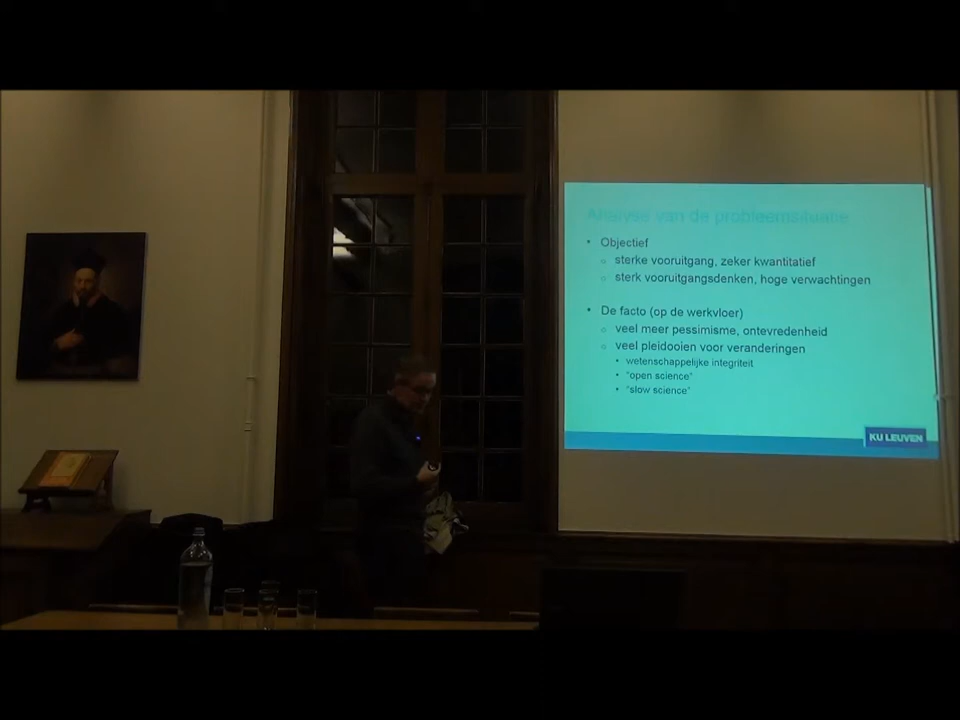 Analysis van de probleemsituatie
• Objectief
o sterke vooruitgang, zeker kwantitatief
o sterk vooruitgangsdenken, hoge verwachtingen
• De facto (op de werkvloer)
o veel meer pessimisme, ontevredenheid
o veel pleidooien voor veranderingen
• wetenschappelijke integriteit
• "open science"
• "slow science"
KU LEUVEN